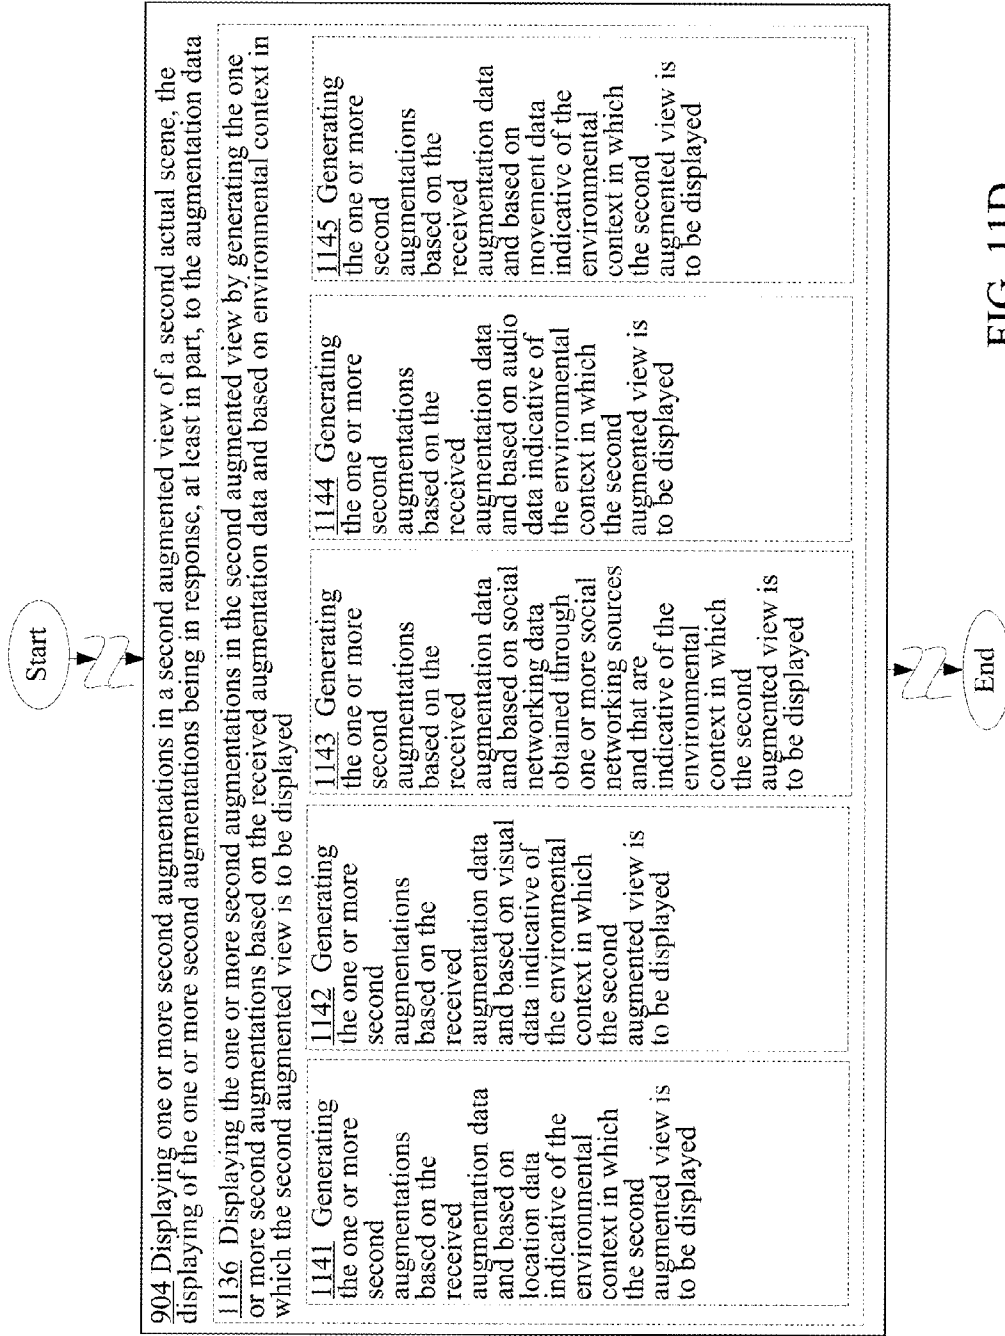 Start
904 Displaying one or more second augmentations in a second augmented view of a second actual scene, the
displaying of the one or more second augmentations being in response, at least in part, to the augmentation data
1136 Displaying the one or more second augmentations in the second augmented view by generating the one
or more second augmentations based on the received augmentation data and based on environmental context in
which the second augmented view is to be displayed
1141 Generating
the one or more
second
augmentations
based on the
received
augmentation data
and based on
location data
indicative of the
environmental
context in which
the second
augmented view is
to be displayed
1142 Generating
the one or more
second
augmentations
based on the
received
augmentation data
and based on visual
data indicative of
the environmental
context in which
the second
augmented view is
to be displayed
1143 Generating
the one or more
second
augmentations
based on the
received
augmentation data
and based on social
networking data
obtained through
one or more social
networking sources
and that are
indicative of the
environmental
context in which
the second
augmented view is
to be displayed
1144 Generating
the one or more
second
augmentations
based on the
received
augmentation data
and based on audio
data indicative of
the environmental
context in which
the second
augmented view is
to be displayed
1145 Generating
the one or more
second
augmentations
based on the
received
augmentation data
and based on
movement data
indicative of the
environmental
context in which
the second
augmented view is
to be displayed
End
FIG. 11D